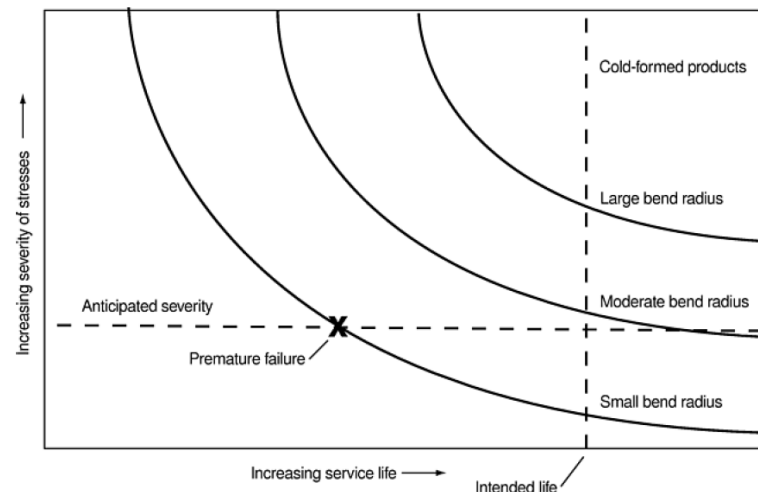 Cold-formed products
Large bend radius
Increasing severity of stresses
Anticipated severity
Moderate bend radius
X
Premature failure
Small bend radius
Increasing service life
Intended life